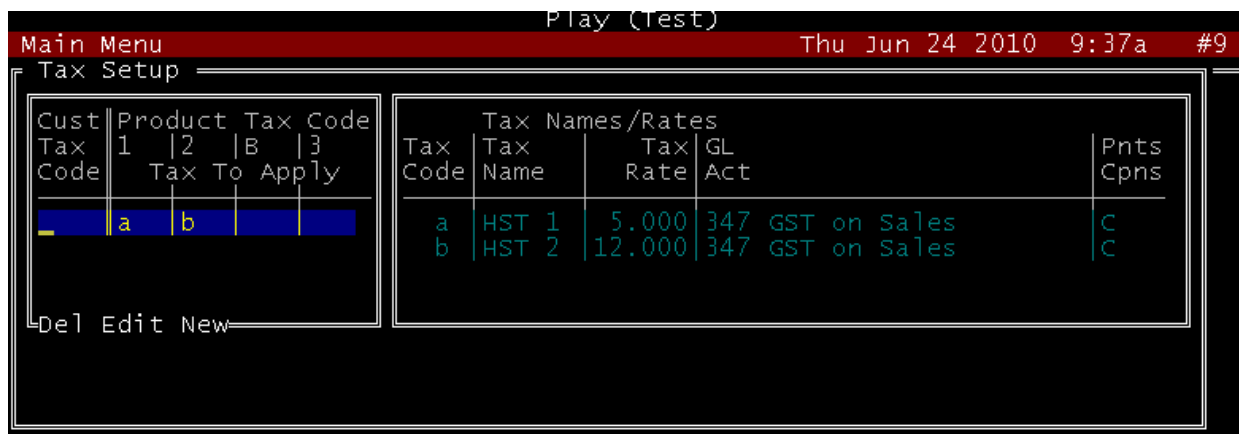 Play (Test)
Main Menu Thu Jun 24 2010 9:37a #9
Tax Setup
Cust Product Tax Code
Tax 1 |2 |B |3
Code Tax To Apply
a b
Del Edit New
Tax Names/Rates
Tax Tax Tax GL Pnts
Code Name Rate Act Cpns
a HST 1 5.000 347 GST on Sales C
b HST 2 12.000 347 GST on Sales C